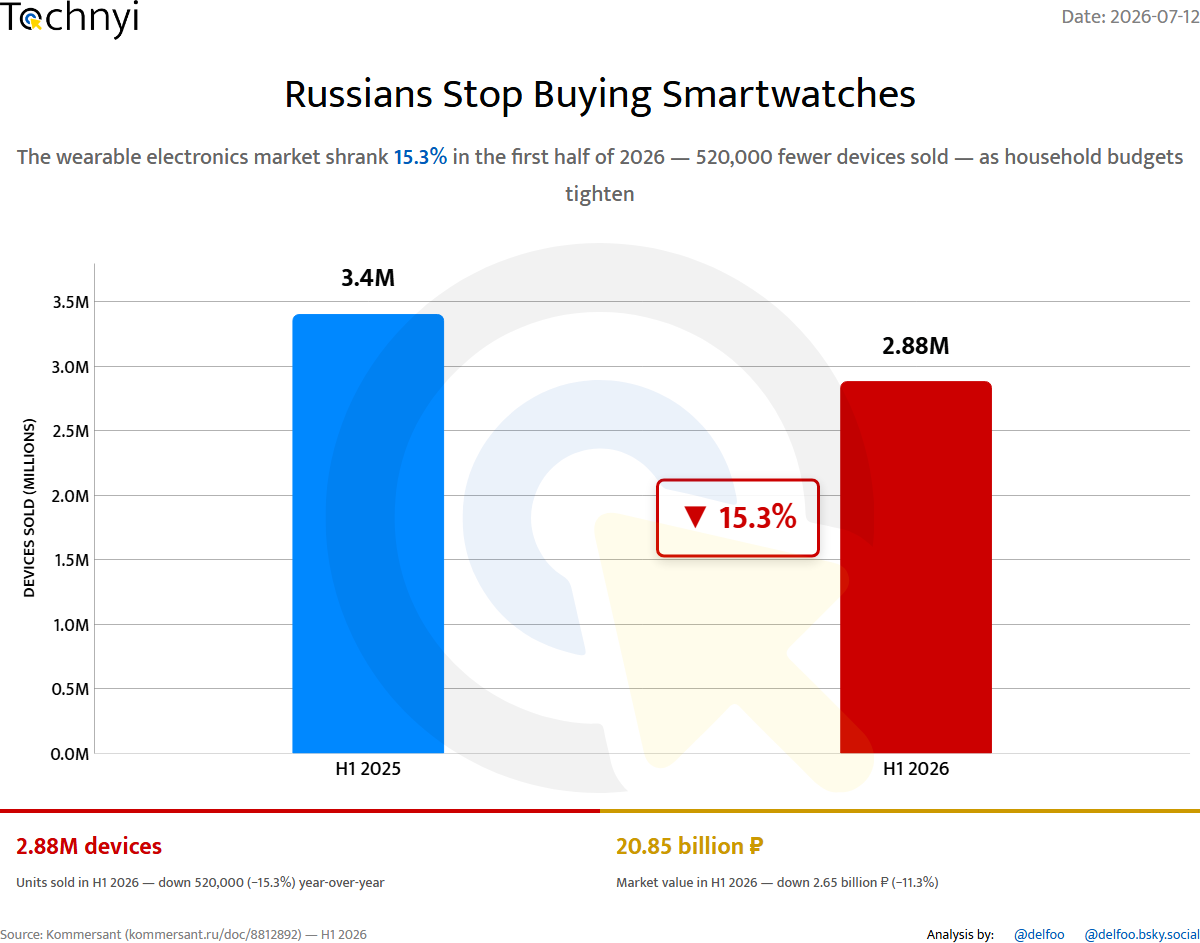 Tochnyi
Date: 2026-07-12
Russians Stop Buying Smartwatches
The wearable electronics market shrank 15.3% in the first half of 2026 — 520,000 fewer devices sold — as household budgets
tighten
DEVICES SOLD (MILLIONS)
3.5M
3.0M
2.5M
2.0M
1.5M
1.0M
0.5M
0.0M
3.4M
2.88M
▼ 15.3%
H1 2025
H1 2026
2.88M devices
Units sold in H1 2026 — down 520,000 (−15.3%) year-over-year
20.85 billion ₽
Market value in H1 2026 — down 2.65 billion ₽ (−11.3%)
Source: Kommersant (kommersant.ru/doc/8812892) — H1 2026
Analysis by: @delfoo @delfoo.bsky.social